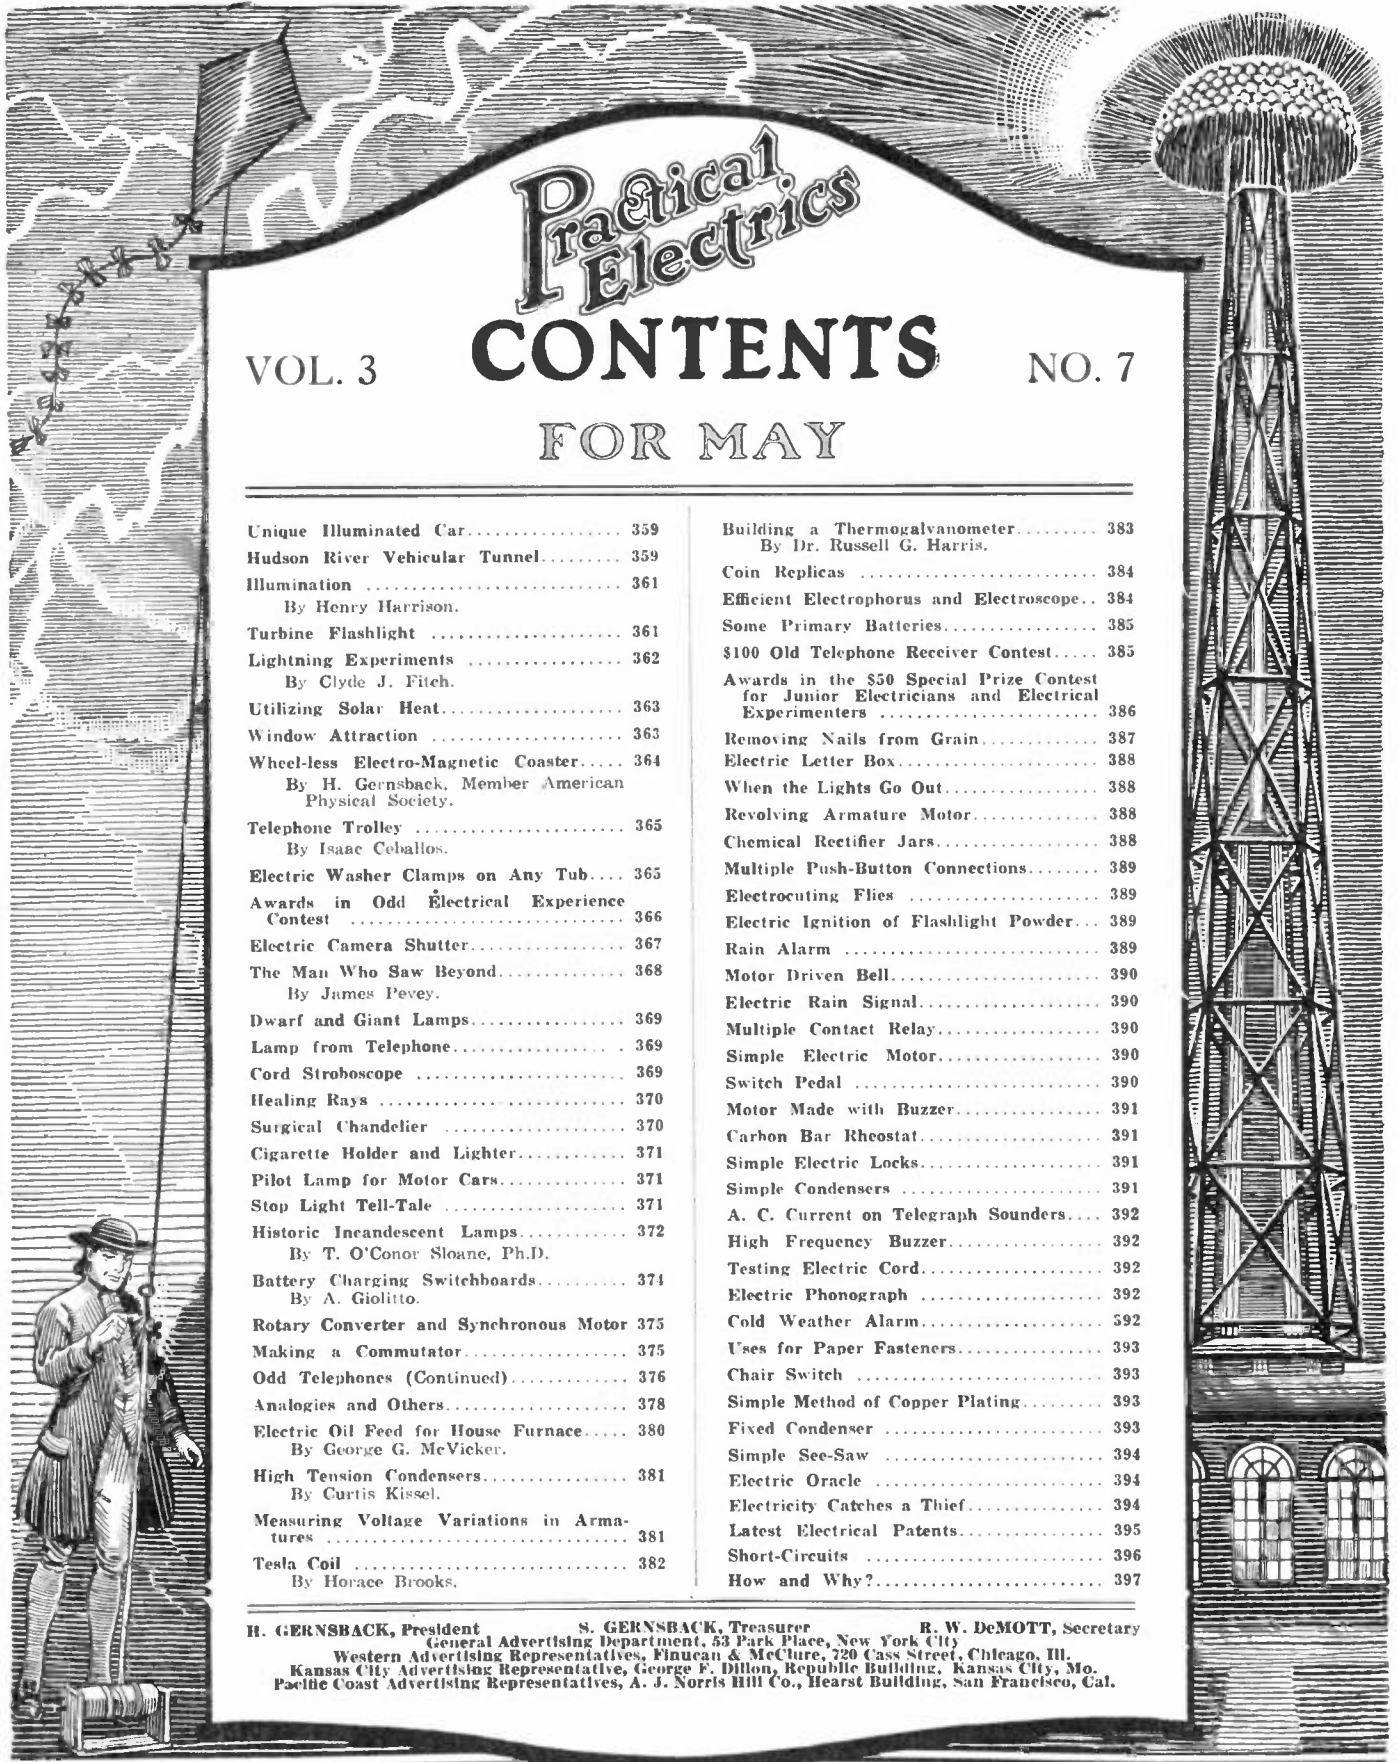 Practical
Electrics
CONTENTS
VOL. 3
NO. 7
FOR MAY
Unique Illuminated Car.................. 359
Hudson River Vehicular Tunnel......... 359
Illumination ............................ 361
By Henry Harrison.
Turbine Flashlight ..................... 361
Lightning Experiments ................. 362
By Clyde J. Fitch.
Utilizing Solar Heat.................... 363
Window Attraction ..................... 363
Wheel-less Electro-Magnetic Coaster..... 364
By H. Gernsback, Member American
Physical Society.
Telephone Trolley ....................... 365
By Isaac Ceballos.
Electric Washer Clamps on Any Tub.... 365
Awards in Odd Electrical Experience
Contest .............................. 366
Electric Camera Shutter................. 367
The Man Who Saw Beyond.............. 368
By James Pevey.
Dwarf and Giant Lamps................. 369
Lamp from Telephone................... 369
Cord Stroboscope ....................... 369
Healing Rays ........................... 370
Surgical Chandelier .................... 370
Cigarette Holder and Lighter............ 371
Pilot Lamp for Motor Cars.............. 371
Stop Light Tell-Tale .................... 371
Historic Incandescent Lamps............ 372
By T. O'Conor Sloane, Ph.D.
Battery Charging Switchboards.......... 374
By A. Giolitto.
Rotary Converter and Synchronous Motor 375
Making a Commutator.................. 375
Odd Telephones (Continued)............. 376
Analogies and Others.................... 378
Electric Oil Feed for House Furnace..... 380
By George G. McVicker.
High Tension Condensers................ 381
By Curtis Kissel.
Measuring Voltage Variations in Arma-
tures ................................. 381
Tesla Coil .............................. 382
By Horace Brooks.
Building a Thermogalvanometer......... 383
By Dr. Russell G. Harris.
Coin Replicas .......................... 384
Efficient Electrophorus and Electroscope.. 384
Some Primary Batteries................. 385
$100 Old Telephone Receiver Contest..... 385
Awards in the $50 Special Prize Contest
for Junior Electricians and Electrical
Experimenters ........................ 386
Removing Nails from Grain............. 387
Electric Letter Box...................... 388
When the Lights Go Out................. 388
Revolving Armature Motor.............. 388
Chemical Rectifier Jars.................. 388
Multiple Push-Button Connections........ 389
Electrocuting Flies ..................... 389
Electric Ignition of Flashlight Powder... 389
Rain Alarm ............................ 389
Motor Driven Bell....................... 390
Electric Rain Signal.................... 390
Multiple Contact Relay.................. 390
Simple Electric Motor.................. 390
Switch Pedal ........................... 390
Motor Made with Buzzer................ 391
Carbon Bar Rheostat.................... 391
Simple Electric Locks.................... 391
Simple Condensers ...................... 391
A. C. Current on Telegraph Sounders.... 392
High Frequency Buzzer................. 392
Testing Electric Cord.................... 392
Electric Phonograph .................... 392
Cold Weather Alarm.................... 392
Uses for Paper Fasteners................ 393
Chair Switch ........................... 393
Simple Method of Copper Plating......... 393
Fixed Condenser ........................ 393
Simple See-Saw ........................ 394
Electric Oracle ......................... 394
Electricity Catches a Thief............... 394
Latest Electrical Patents................ 395
Short-Circuits .......................... 396
How and Why?......................... 397
H. GERNSBACK, President S. GERNSBACK, Treasurer R. W. DeMOTT, Secretary
General Advertising Department, 53 Park Place, New York City
Western Advertising Representatives, Finucan & McClure, 720 Cass Street, Chicago, Ill.
Kansas City Advertising Representative, George F. Dillon, Republic Building, Kansas City, Mo.
Pacific Coast Advertising Representatives, A. J. Norris Hill Co., Hearst Building, San Francisco, Cal.